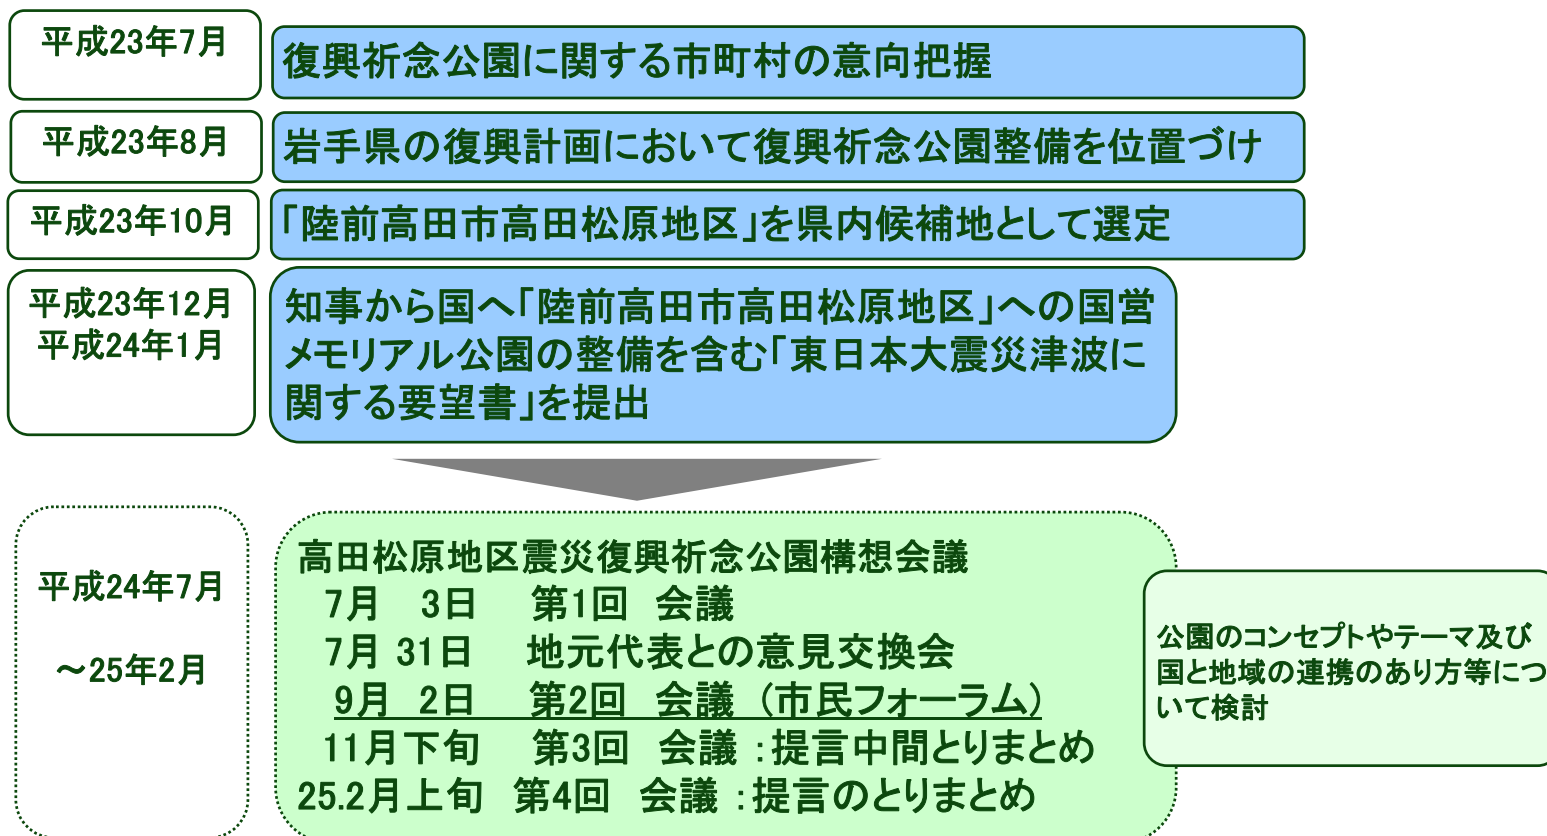 平成23年7月
復興祈念公園に関する市町村の意向把握
平成23年8月
岩手県の復興計画において復興祈念公園整備を位置づけ
平成23年10月
「陸前高田市高田松原地区」を県内候補地として選定
平成23年12月
平成24年1月
知事から国へ「陸前高田市高田松原地区」への国営
メモリアル公園の整備を含む「東日本大震災津波に
関する要望書」を提出
平成24年7月
～25年2月
高田松原地区震災復興祈念公園構想会議
7月　3日　第1回　会議
7月 31日　地元代表との意見交換会
9月　2日　第2回　会議　（市民フォーラム）
11月下旬　第3回　会議 ：提言中間とりまとめ
25.2月上旬　第4回　会議 ：提言のとりまとめ
公園のコンセプトやテーマ及び
国と地域の連携のあり方等につ
いて検討